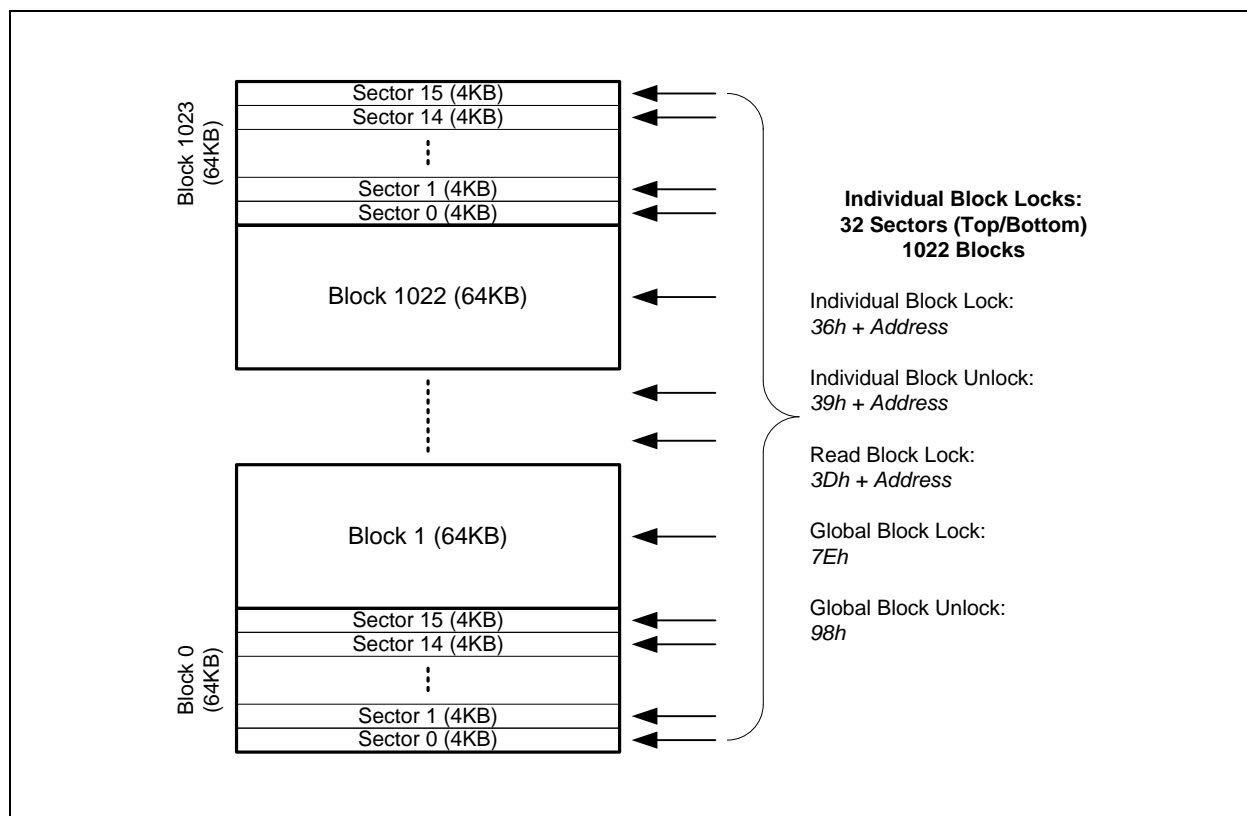 Block 1023
(64KB)
Sector 15 (4KB)
Sector 14 (4KB)
Sector 1 (4KB)
Sector 0 (4KB)
Block 1022 (64KB)
Block 1 (64KB)
Block 0
(64KB)
Sector 15 (4KB)
Sector 14 (4KB)
Sector 1 (4KB)
Sector 0 (4KB)
Individual Block Locks:
32 Sectors (Top/Bottom)
1022 Blocks
Individual Block Lock:
36h + Address
Individual Block Unlock:
39h + Address
Read Block Lock:
3Dh + Address
Global Block Lock:
7Eh
Global Block Unlock:
98h